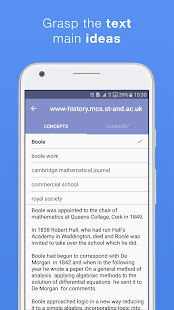 Grasp the text
main ideas
10:30
www-history.mcs.st-and.ac.uk
CONCEPTS
SUMMARY
Boole
boole work
cambridge mathematical journal
commercial school
royal society
Boole was appointed to the chair of
mathematics at Queens College, Cork in 1849.
In 1838 Robert Hall, who had run Hall's
Academy in Waddington, died and Boole was
invited to take over the school which he did.
Boole had begun to correspond with De
Morgan in 1842 and when in the following
year he wrote a paper On a general method of
analysis applying algebraic methods to the
solution of differential equations he sent it to
De Morgan for comments.
Boole approached logic in a new way reducing
it to a simple algebra, incorporating logic into